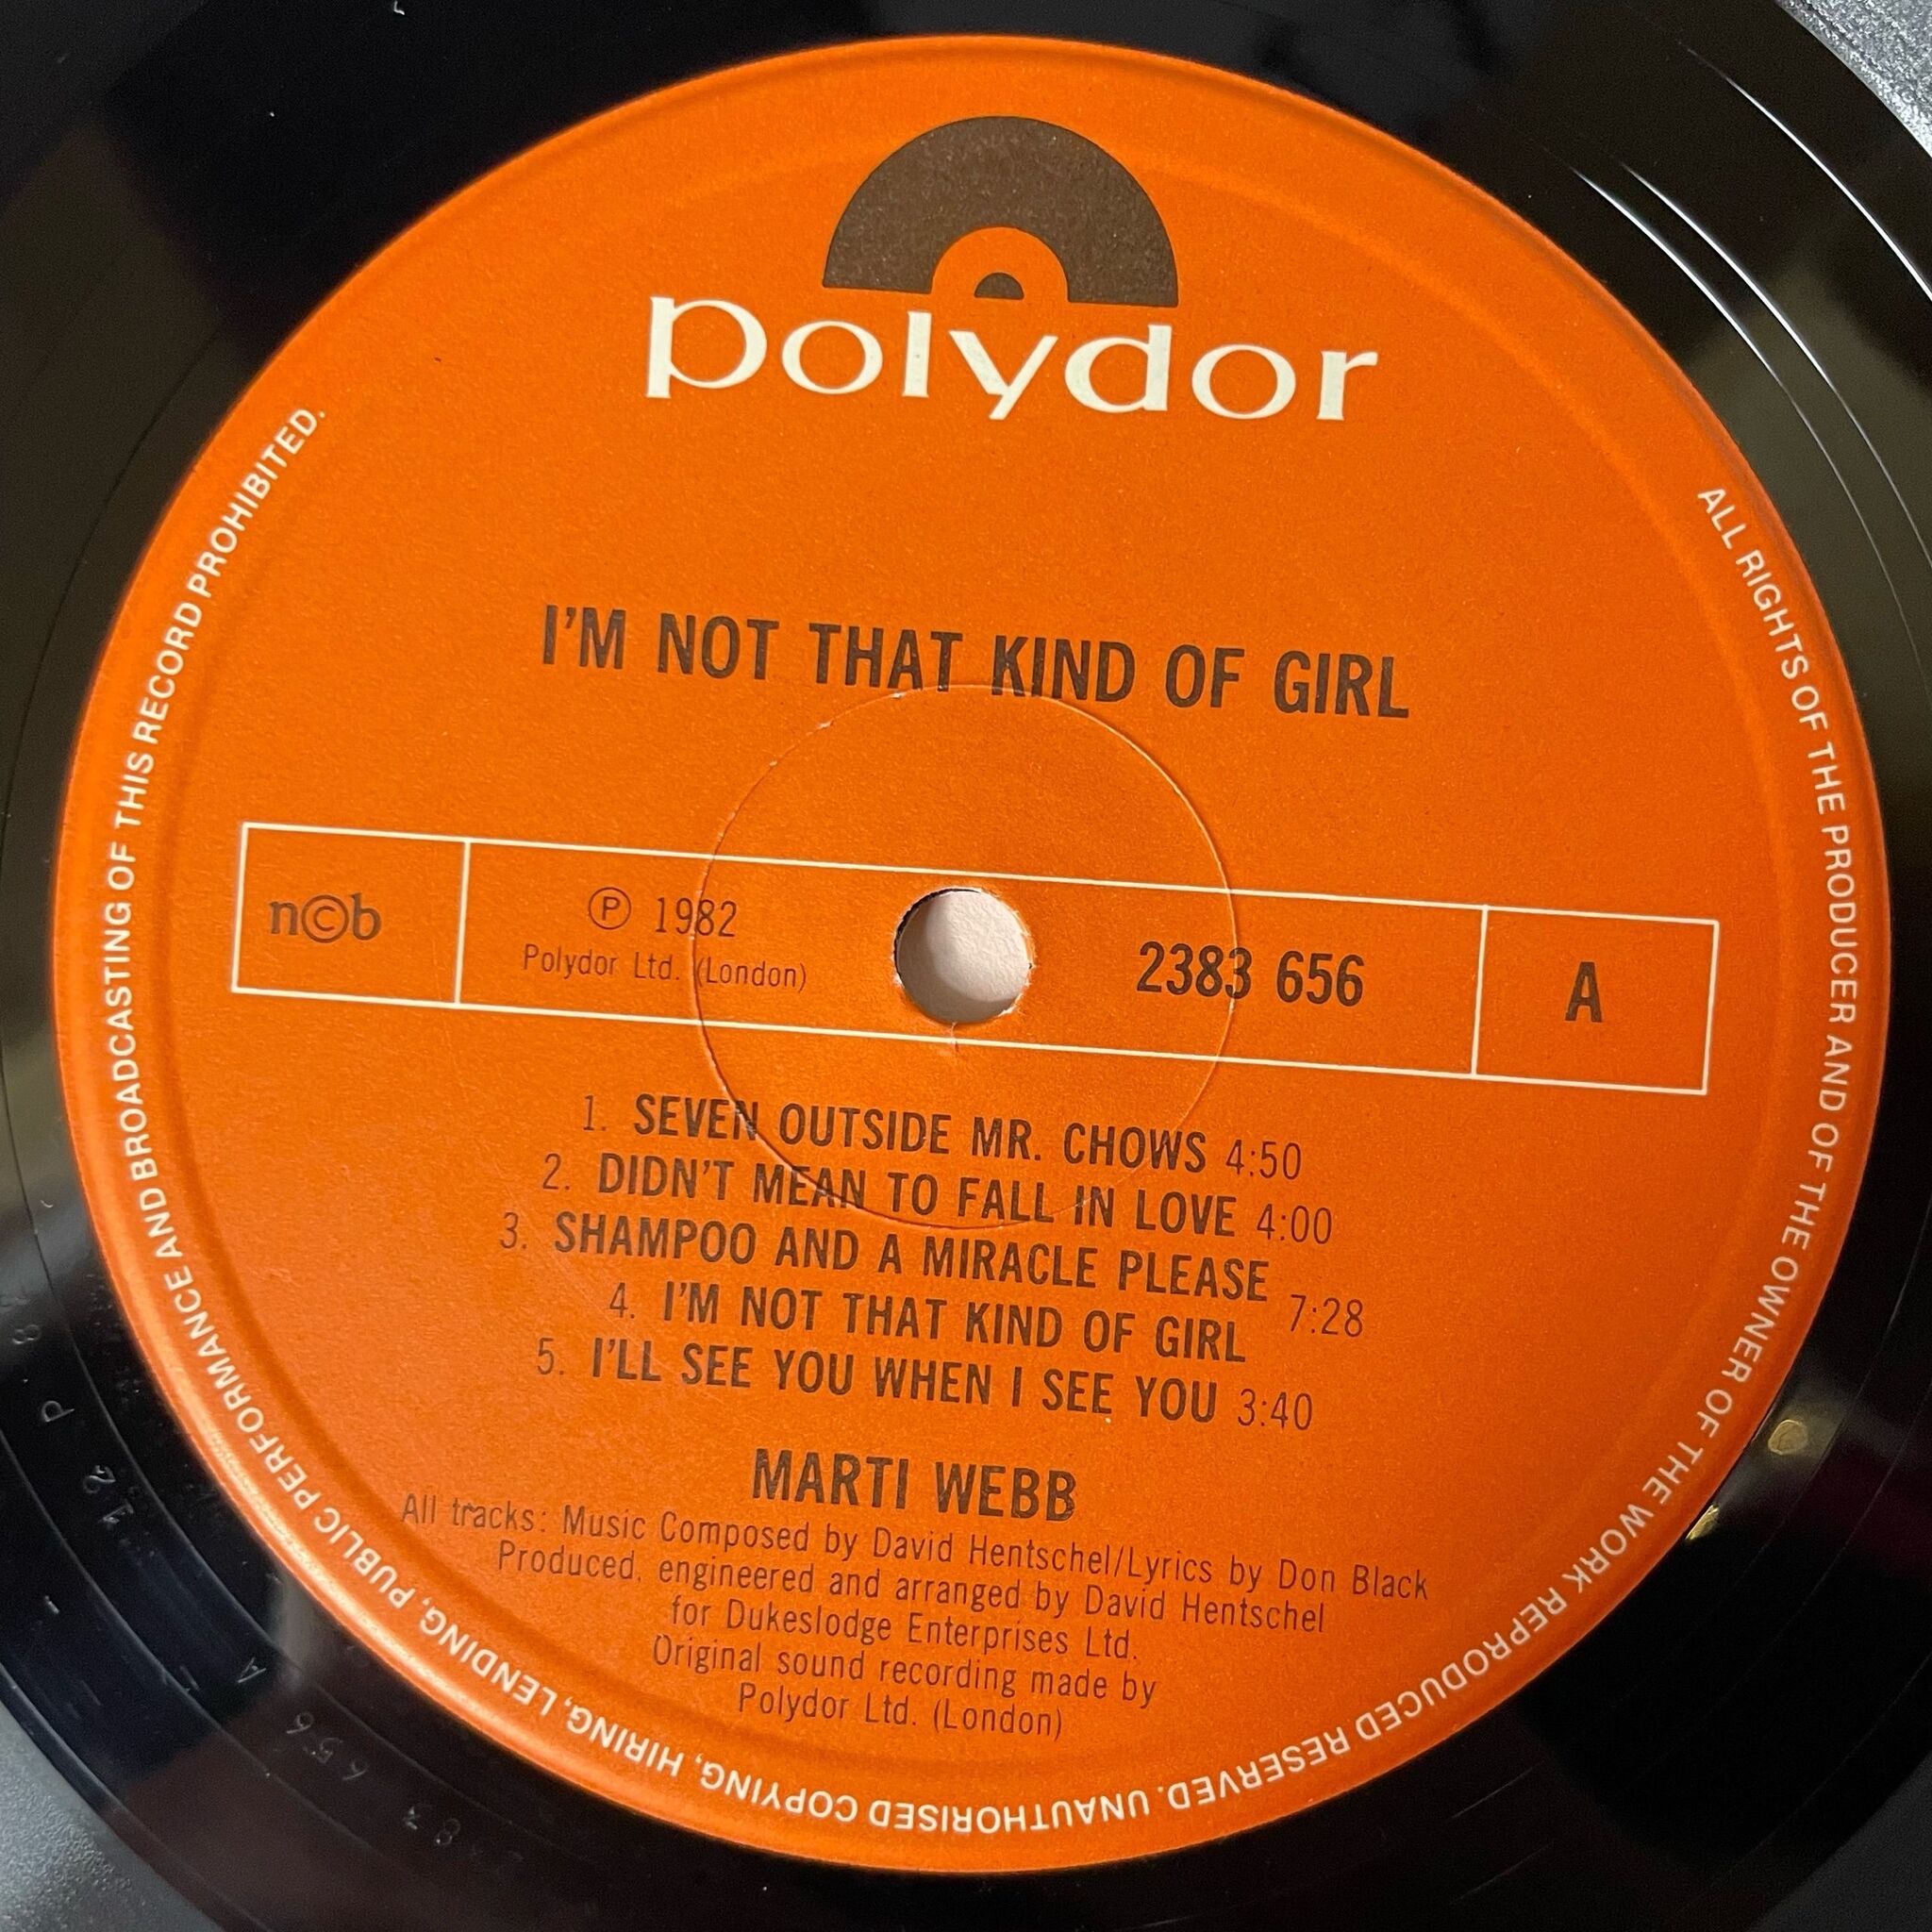 polydor
I'M NOT THAT KIND OF GIRL
n©b
℗ 1982
Polydor Ltd. (London)
2383 656
A
1. SEVEN OUTSIDE MR. CHOWS 4:50
2. DIDN'T MEAN TO FALL IN LOVE 4:00
3. SHAMPOO AND A MIRACLE PLEASE
4. I'M NOT THAT KIND OF GIRL 7:28
5. I'LL SEE YOU WHEN I SEE YOU 3:40
MARTI WEBB
All tracks: Music Composed by David Hentschel/Lyrics by Don Black
Produced, engineered and arranged by David Hentschel
for Dukeslodge Enterprises Ltd.
Original sound recording made by
Polydor Ltd. (London)
ALL RIGHTS OF THE PRODUCER AND OF THE OWNER OF THE WORK REPRODUCED RESERVED. UNAUTHORISED COPYING, HIRING, LENDING, PUBLIC PERFORMANCE AND BROADCASTING OF THIS RECORD PROHIBITED.